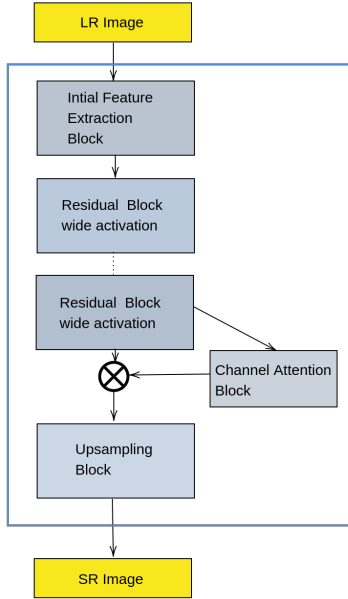 LR Image
Intial Feature
Extraction
Block
Residual Block
wide activation
Residual Block
wide activation
Channel Attention
Block
Upsampling
Block
SR Image